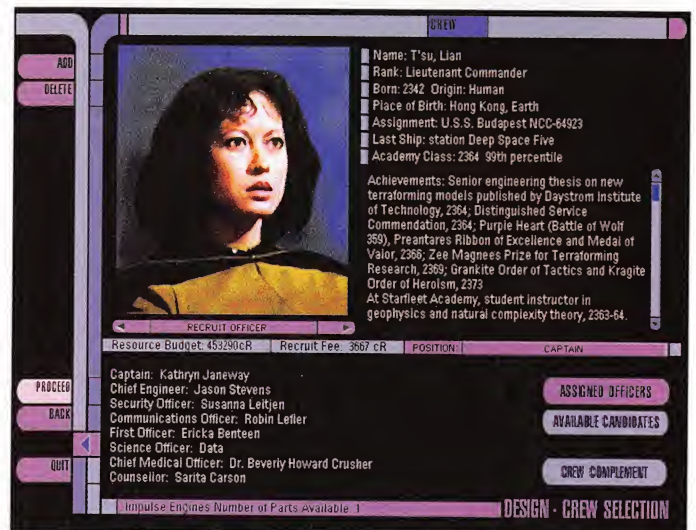 CREW
ADD
DELETE
Name: T'su, Lian
Rank: Lieutenant Commander
Born: 2342 Origin: Human
Place of Birth: Hong Kong, Earth
Assignment: U.S.S. Budapest NCC-64923
Last Ship: station Deep Space Five
Academy Class: 2364 99th percentile
Achievements: Senior engineering thesis on new
terraforming models published by Daystrom Institute
of Technology, 2364; Distinguished Service
Commendation, 2364; Purple Heart (Battle of Wolf
359), Preantares Ribbon of Excellence and Medal of
Valor, 2366; Zee Magnees Prize for Terraforming
Research, 2369; Grankite Order of Tactics and Kragite
Order of Heroism, 2373
At Starfleet Academy, student instructor in
geophysics and natural complexity theory, 2363-64.
RECRUIT OFFICER
Resource Budget: 453290cR Recruit Fee: 3667 cR POSITION: CAPTAIN
PROCEED
BACK
QUIT
Captain: Kathryn Janeway
Chief Engineer: Jason Stevens
Security Officer: Susanna Leitjen
Communications Officer: Robin Lefler
First Officer: Ericka Benteen
Science Officer: Data
Chief Medical Officer: Dr. Beverly Howard Crusher
Counsellor: Sarita Carson
ASSIGNED OFFICERS
AVAILABLE CANDIDATES
CREW COMPLEMENT
Impulse Engines Number of Parts Available: 1
DESIGN · CREW SELECTION